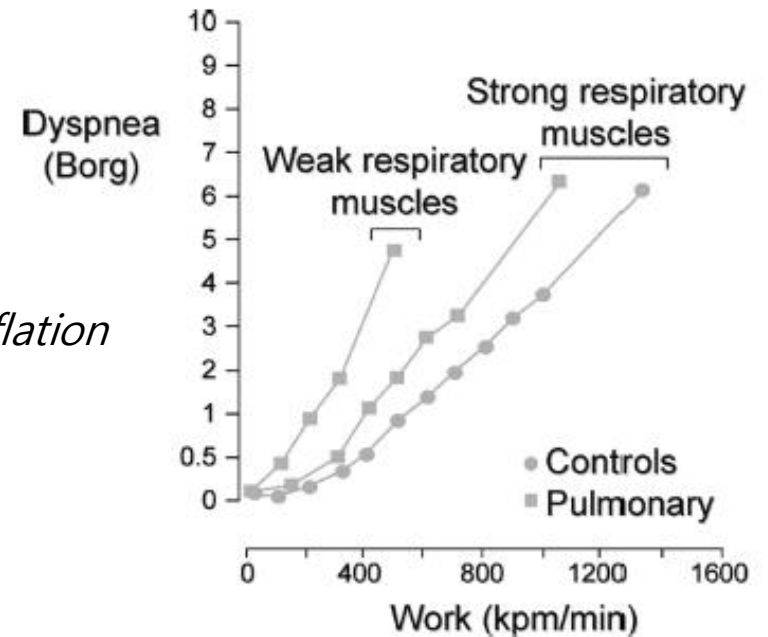 10
9
8
7
6
5
4
3
2
1
0.5
0
Dyspnea
(Borg)
Strong respiratory
muscles
Weak respiratory
muscles
flation
Controls
Pulmonary
0 400 800 1200 1600
Work (kpm/min)